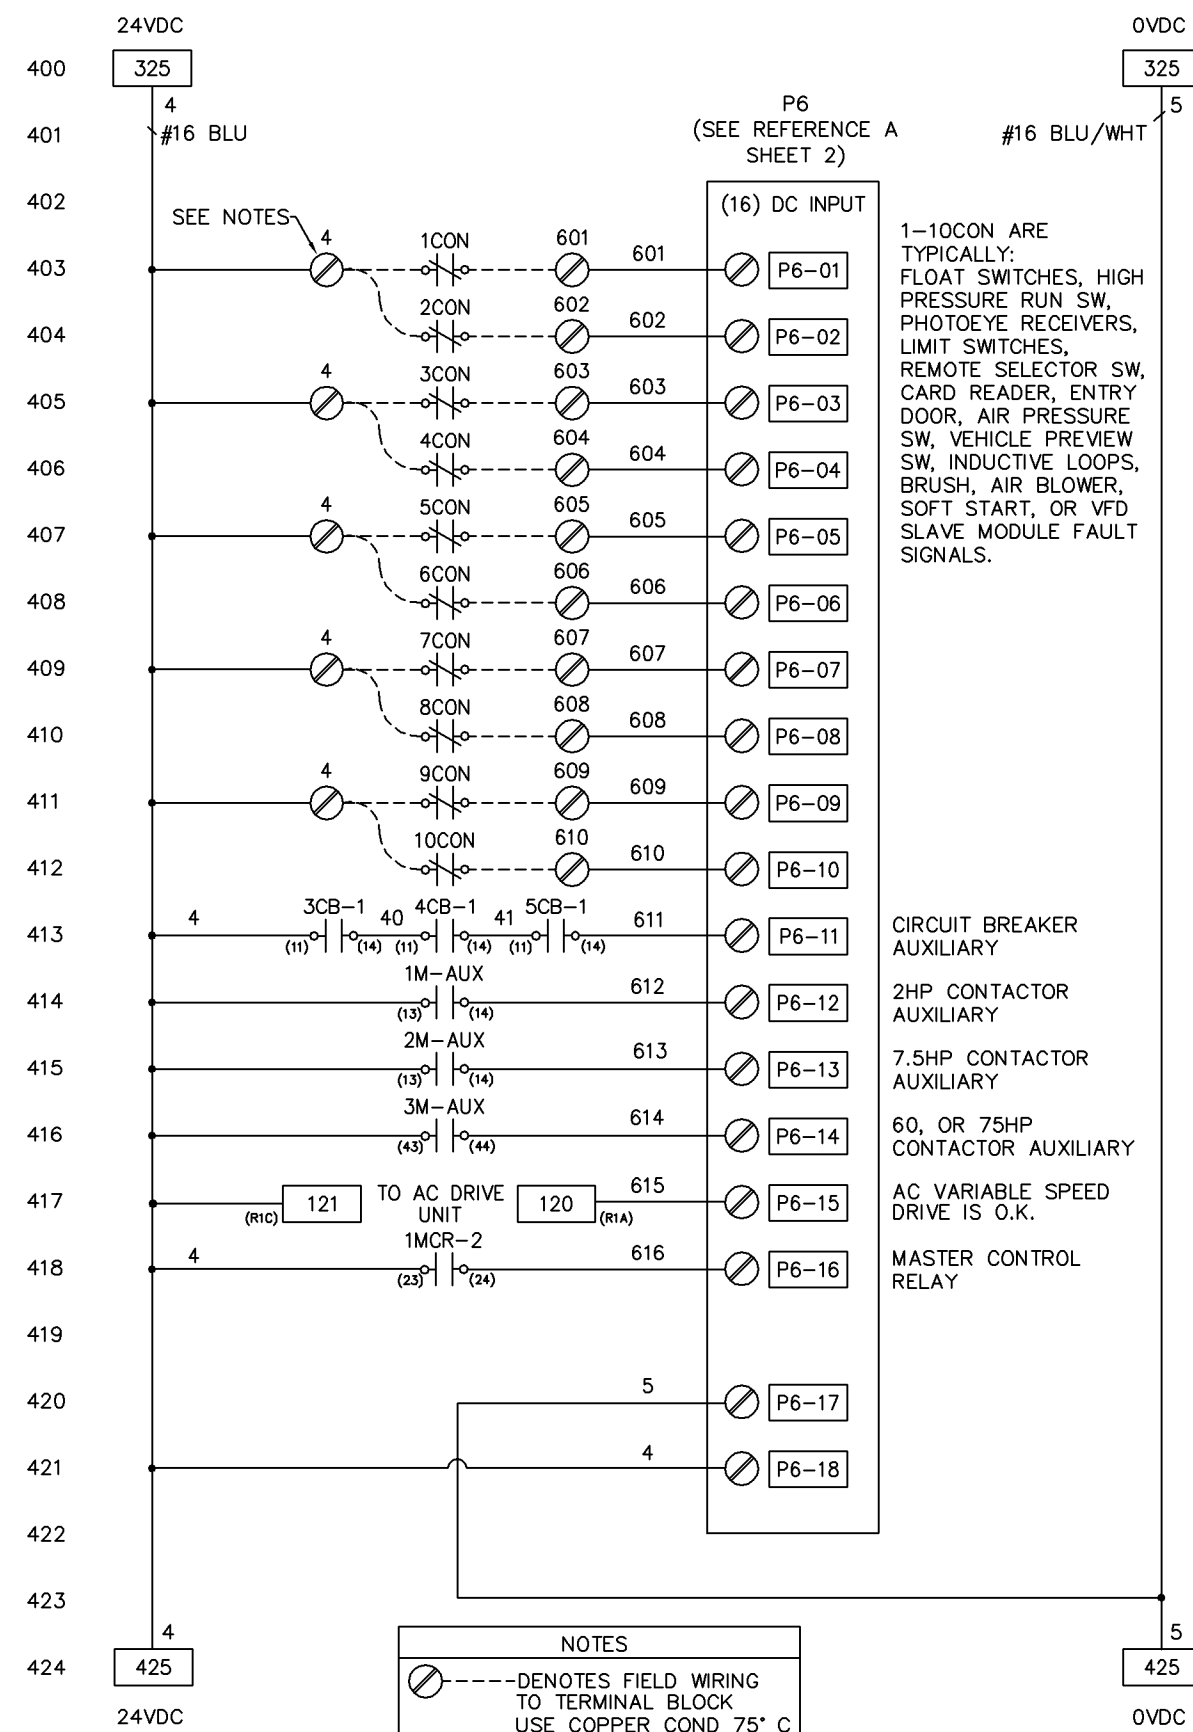 24VDC
0VDC
400
325
325
4
5
P6
(SEE REFERENCE A
SHEET 2)
401
#16 BLU
#16 BLU/WHT
402
(16) DC INPUT
SEE NOTES
1-10CON ARE
TYPICALLY:
FLOAT SWITCHES, HIGH
PRESSURE RUN SW,
PHOTOEYE RECEIVERS,
LIMIT SWITCHES,
REMOTE SELECTOR SW,
CARD READER, ENTRY
DOOR, AIR PRESSURE
SW, VEHICLE PREVIEW
SW, INDUCTIVE LOOPS,
BRUSH, AIR BLOWER,
SOFT START, OR VFD
SLAVE MODULE FAULT
SIGNALS.
403
4
1CON
601
601
P6-01
404
2CON
602
602
P6-02
405
4
3CON
603
603
P6-03
406
4CON
604
604
P6-04
407
4
5CON
605
605
P6-05
408
6CON
606
606
P6-06
409
4
7CON
607
607
P6-07
410
8CON
608
608
P6-08
411
4
9CON
609
609
P6-09
412
10CON
610
610
P6-10
413
4
3CB-1
40
4CB-1
41
5CB-1
611
(11)
(14)
(11)
(14)
(11)
(14)
P6-11
CIRCUIT BREAKER
AUXILIARY
414
1M-AUX
612
(13)
(14)
P6-12
2HP CONTACTOR
AUXILIARY
415
2M-AUX
613
(13)
(14)
P6-13
7.5HP CONTACTOR
AUXILIARY
416
3M-AUX
614
(43)
(44)
P6-14
60, OR 75HP
CONTACTOR AUXILIARY
417
(R1C)
121
TO AC DRIVE
UNIT
120
(R1A)
615
P6-15
AC VARIABLE SPEED
DRIVE IS O.K.
418
4
1MCR-2
616
(23)
(24)
P6-16
MASTER CONTROL
RELAY
419
420
5
P6-17
421
4
P6-18
422
423
4
5
424
425
425
24VDC
0VDC
NOTES
DENOTES FIELD WIRING
TO TERMINAL BLOCK
USE COPPER COND 75° C